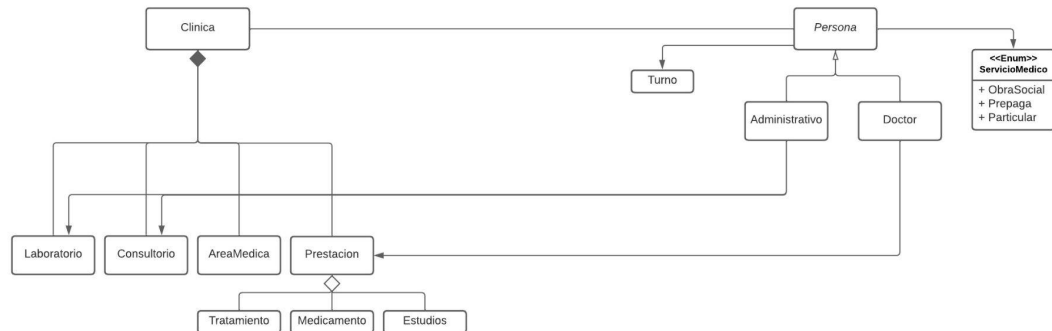 Clinica
Persona
<<Enum>>
ServicioMedico
+ ObraSocial
+ Prepaga
+ Particular
Turno
Administrativo
Doctor
Laboratorio
Consultorio
AreaMedica
Prestacion
Tratamiento
Medicamento
Estudios